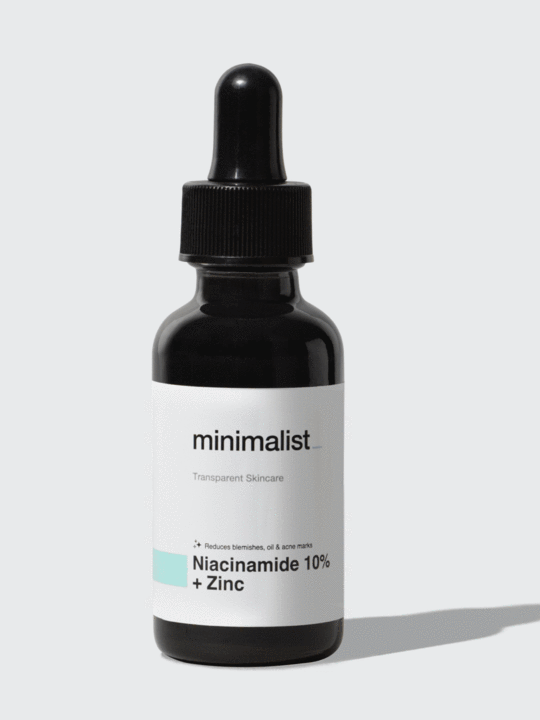 minimalist
Transparent Skincare
Reduces blemishes, oil & acne marks
Niacinamide 10%
+ Zinc